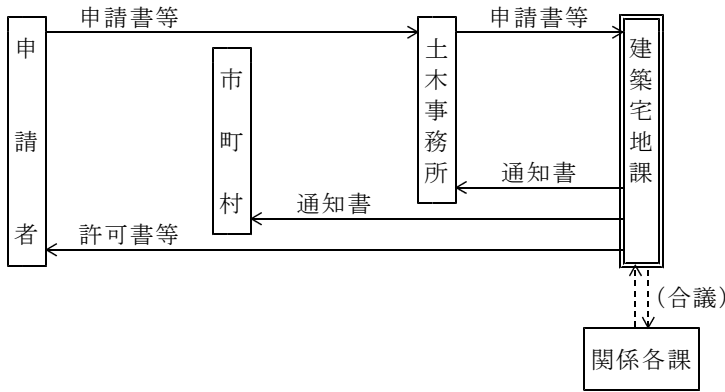 申請書等
申請書等
申請者
市町村
土木事務所
建築宅地課
通知書
通知書
許可書等
(合議)
関係各課